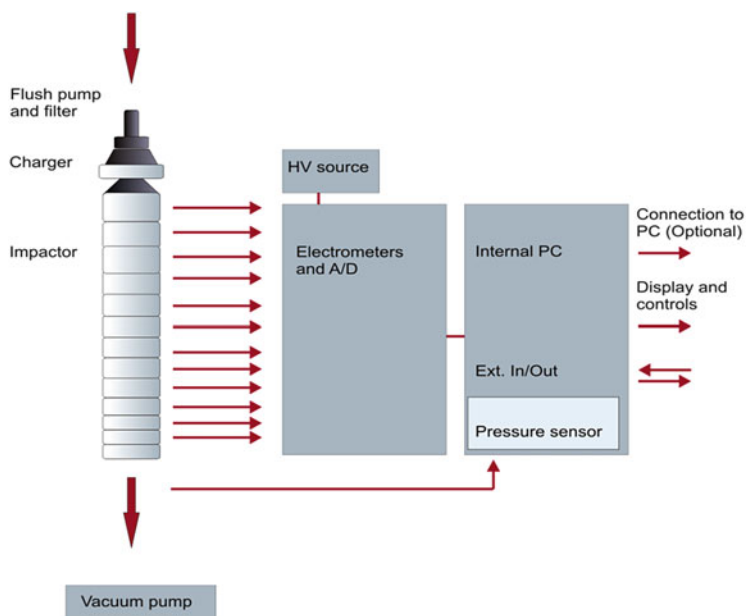 Flush pump
and filter
Charger
Impactor
HV source
Electrometers
and A/D
Internal PC
Ext. In/Out
Pressure sensor
Connection to
PC (Optional)
Display and
controls
Vacuum pump